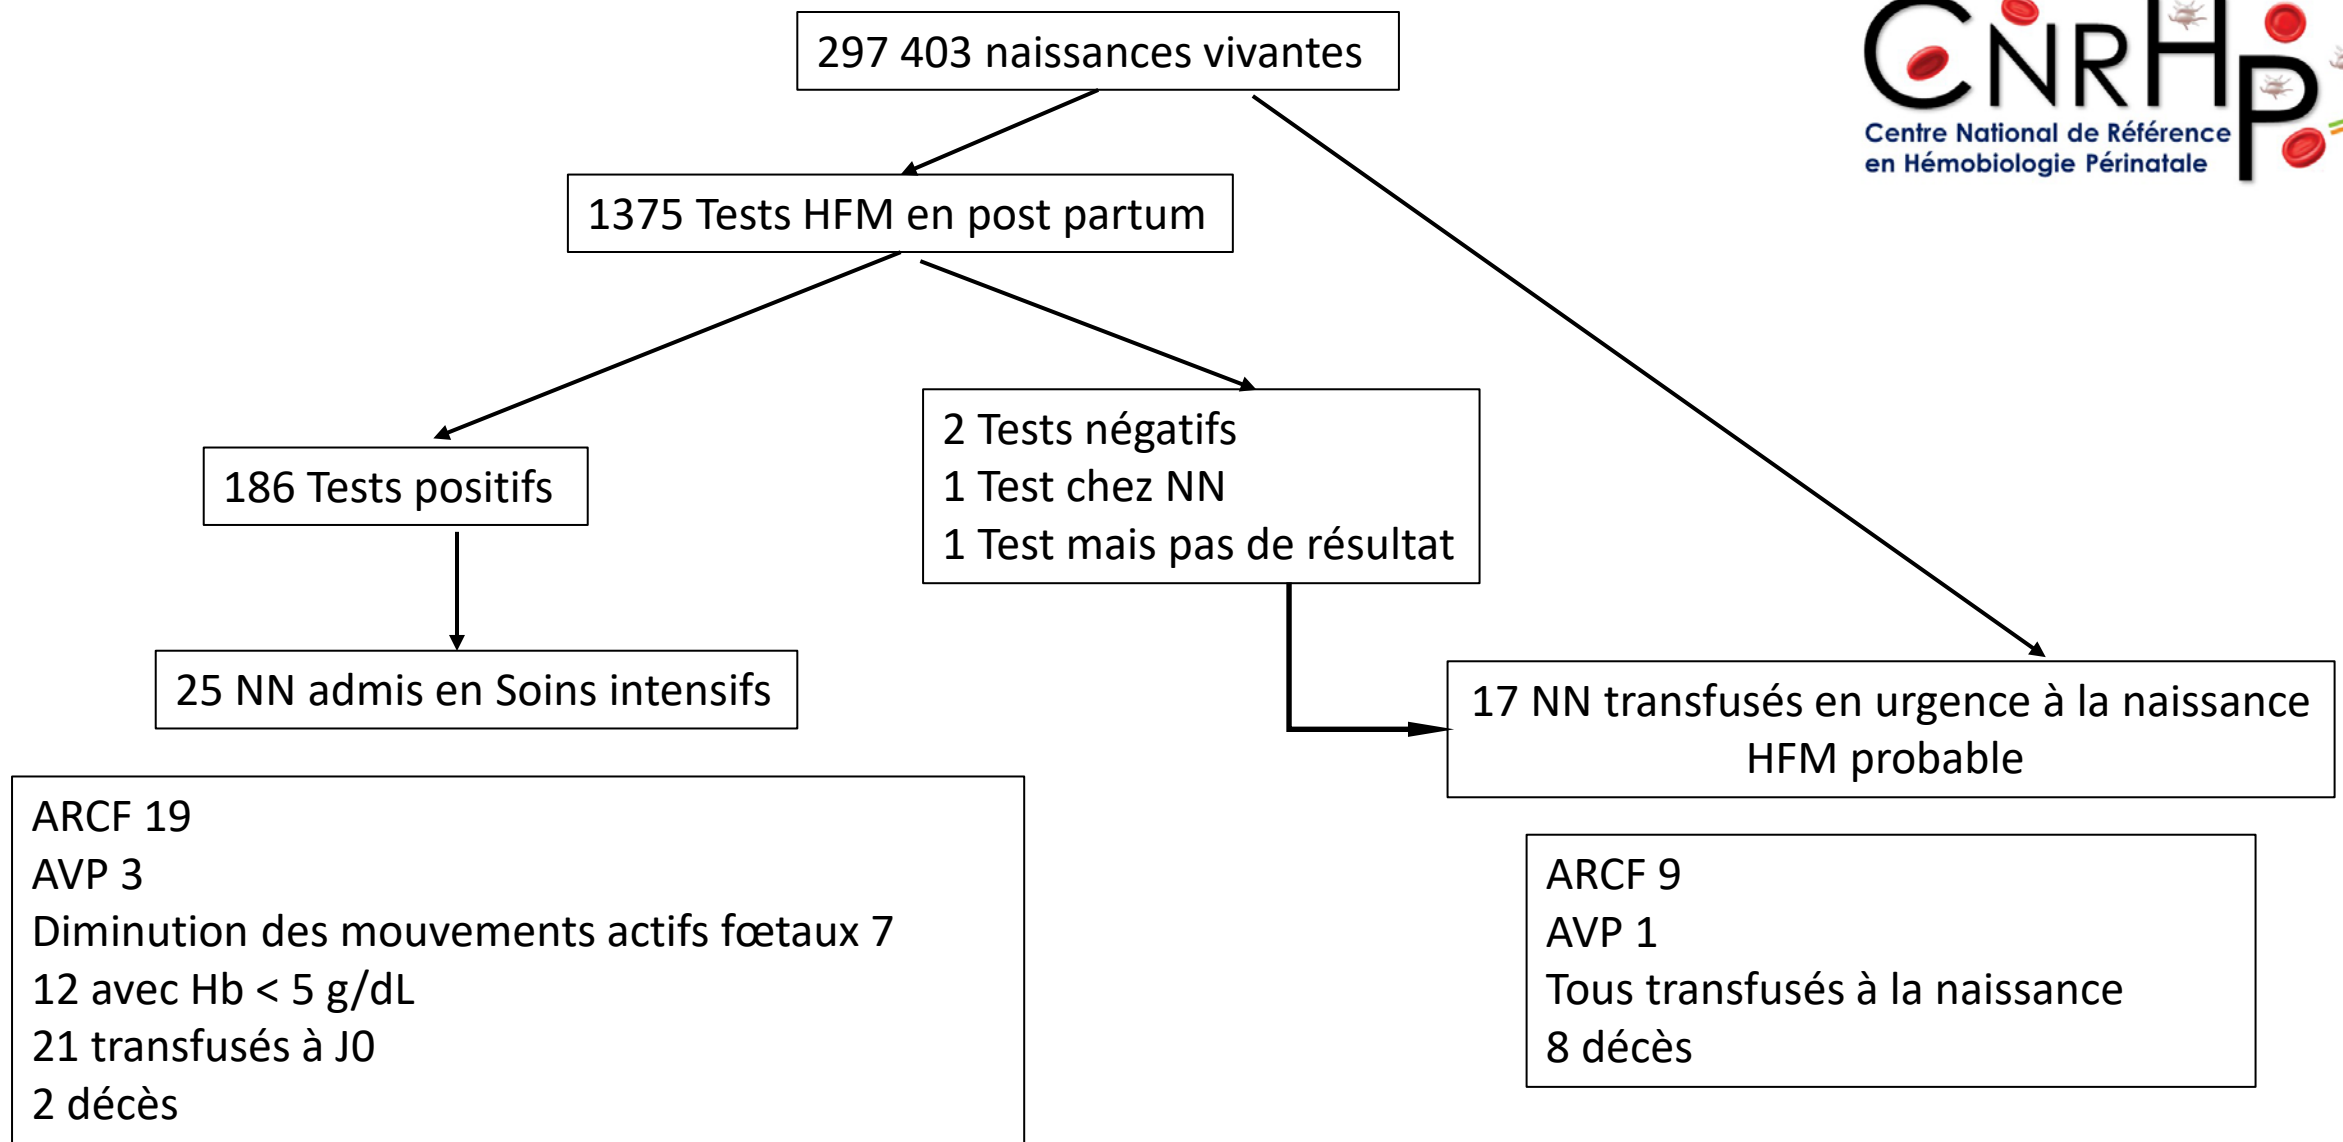 297 403 naissances vivantes
CNRHP
Centre National de Référence
en Hémobiologie Périnatale
1375 Tests HFM en post partum
186 Tests positifs
2 Tests négatifs
1 Test chez NN
1 Test mais pas de résultat
25 NN admis en Soins intensifs
17 NN transfusés en urgence à la naissance
HFM probable
ARCF 19
AVP 3
Diminution des mouvements actifs fœtaux 7
12 avec Hb < 5 g/dL
21 transfusés à J0
2 décès
ARCF 9
AVP 1
Tous transfusés à la naissance
8 décès